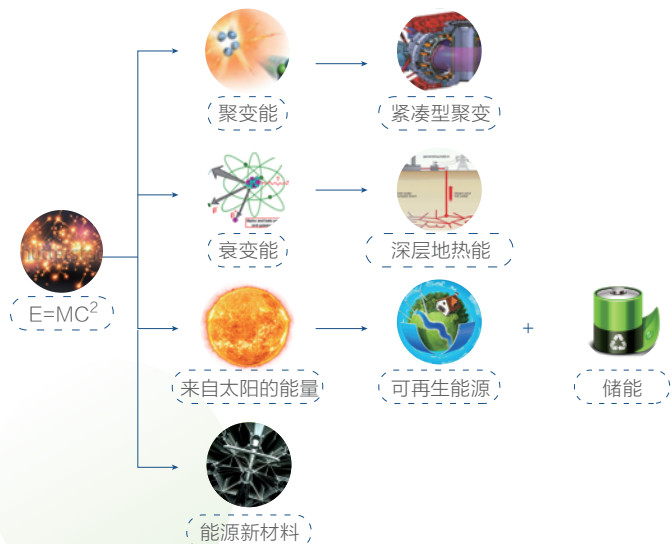 聚变能
紧凑型聚变
衰变能
深层地热能
E=MC²
来自太阳的能量
可再生能源
+
储能
能源新材料